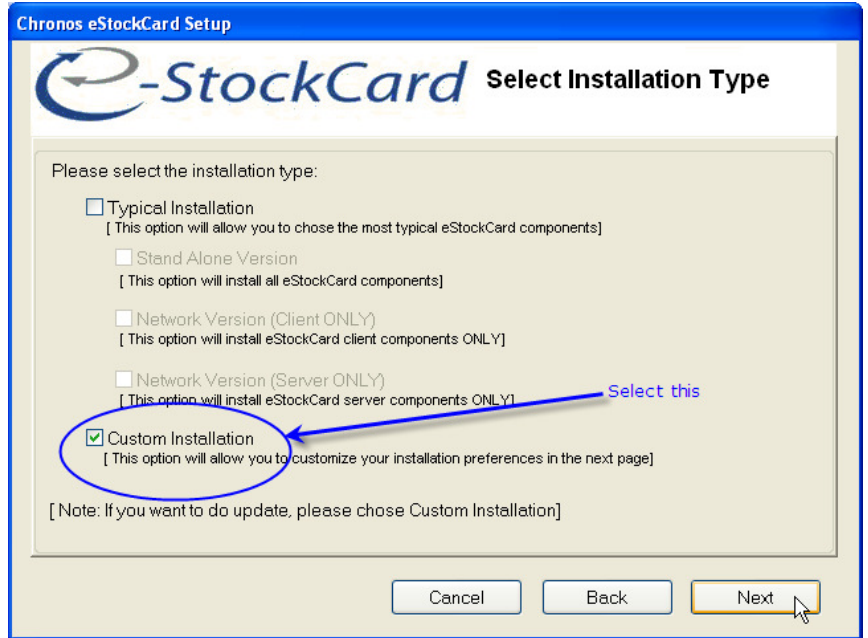 Chronos eStockCard Setup
e-StockCard Select Installation Type
Please select the installation type:
Typical Installation
[ This option will allow you to chose the most typical eStockCard components]
Stand Alone Version
[ This option will install all eStockCard components]
Network Version (Client ONLY)
[ This option will install eStockCard client components ONLY]
Network Version (Server ONLY)
[ This option will install eStockCard server components ONLY]
Select this
Custom Installation
[ This option will allow you to customize your installation preferences in the next page]
[ Note: If you want to do update, please chose Custom Installation]
Cancel Back Next